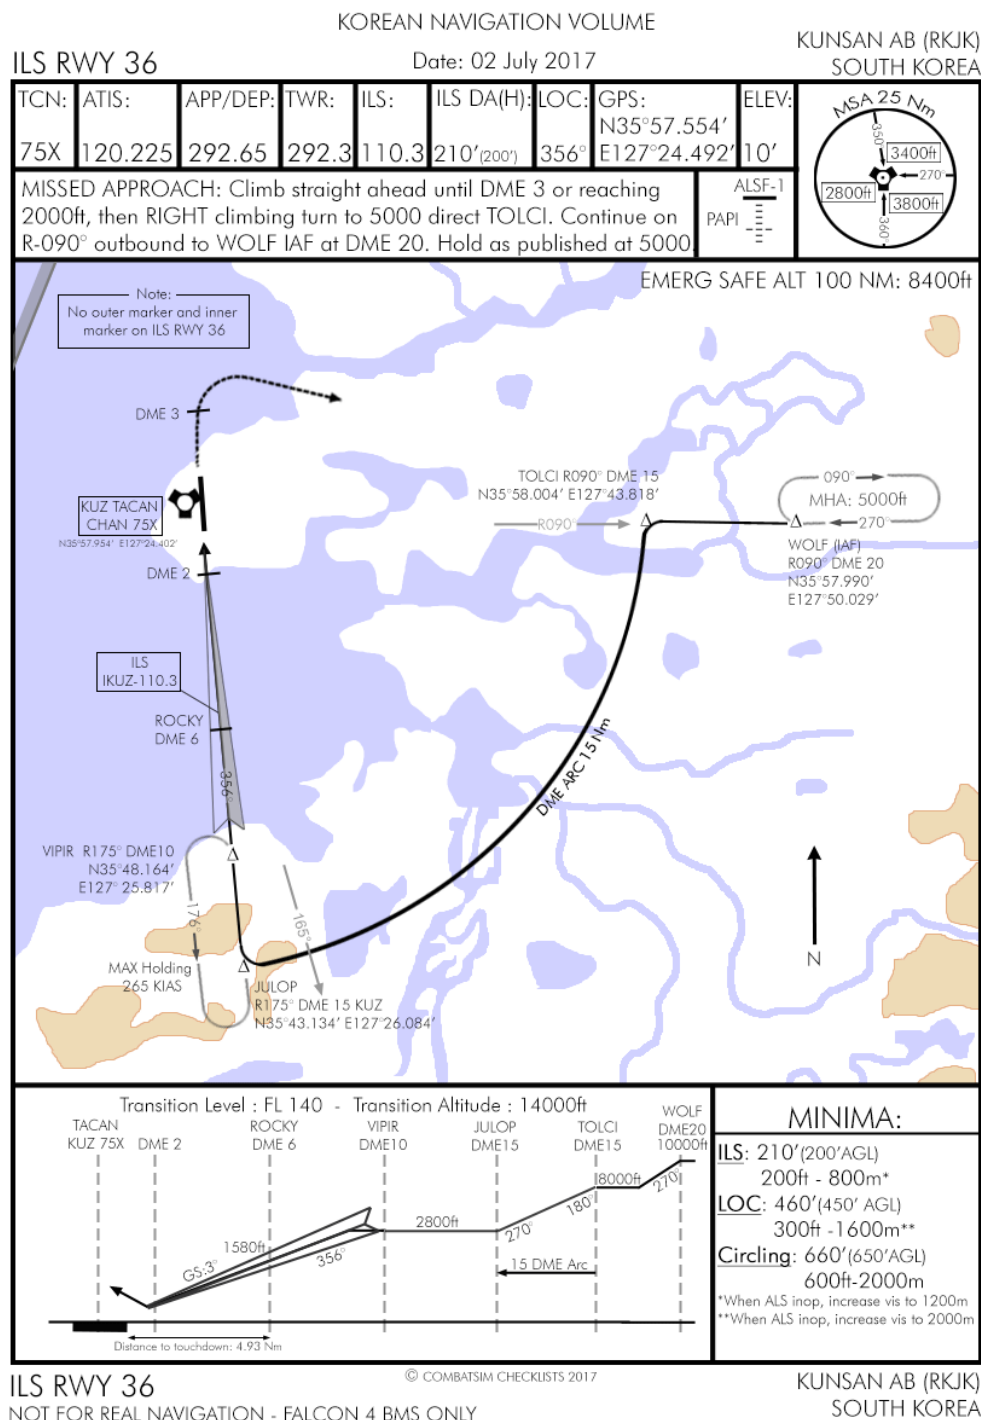 KOREAN NAVIGATION VOLUME
ILS RWY 36
Date: 02 July 2017
KUNSAN AB (RKJK)
SOUTH KOREA
TCN: ATIS: APP/DEP: TWR: ILS: ILS DA(H): LOC: GPS: ELEV:
N35°57.554'
75X 120.225 292.65 292.3 110.3 210'(200') 356° E127°24.492' 10'
MSA 25 Nm
350°
3400ft
270°
2800ft
3800ft
360°
MISSED APPROACH: Climb straight ahead until DME 3 or reaching
2000ft, then RIGHT climbing turn to 5000 direct TOLCI. Continue on
R-090° outbound to WOLF IAF at DME 20. Hold as published at 5000.
ALSF-1
PAPI
EMERG SAFE ALT 100 NM: 8400ft
Note:
No outer marker and inner
marker on ILS RWY 36
DME 3
KUZ TACAN
CHAN 75X
N35°57.954' E127°24.402'
DME 2
TOLCI R090° DME 15
N35°58.004' E127°43.818'
R090°
090°
MHA: 5000ft
270°
WOLF (IAF)
R090° DME 20
N35°57.990'
E127°50.029'
ILS
IKUZ-110.3
ROCKY
DME 6
356°
DME ARC 15 Nm
VIPIR R175° DME10
N35°48.164'
E127° 25.817'
176°
165°
MAX Holding
265 KIAS
JULOP
R175° DME 15 KUZ
N35°43.134' E127°26.084'
N
Transition Level : FL 140 - Transition Altitude : 14000ft
TACAN
KUZ 75X
DME 2
ROCKY
DME 6
VIPIR
DME10
JULOP
DME15
TOLCI
DME15
WOLF
DME20
10000ft
8000ft
270°
180°
270°
2800ft
1580ft
GS:3°
356°
15 DME Arc
Distance to touchdown: 4.93 Nm
MINIMA:
ILS: 210'(200'AGL)
200ft - 800m*
LOC: 460'(450' AGL)
300ft -1600m**
Circling: 660'(650'AGL)
600ft-2000m
*When ALS inop, increase vis to 1200m
**When ALS inop, increase vis to 2000m
ILS RWY 36
© COMBATSIM CHECKLISTS 2017
KUNSAN AB (RKJK)
SOUTH KOREA
NOT FOR REAL NAVIGATION - FALCON 4 BMS ONLY